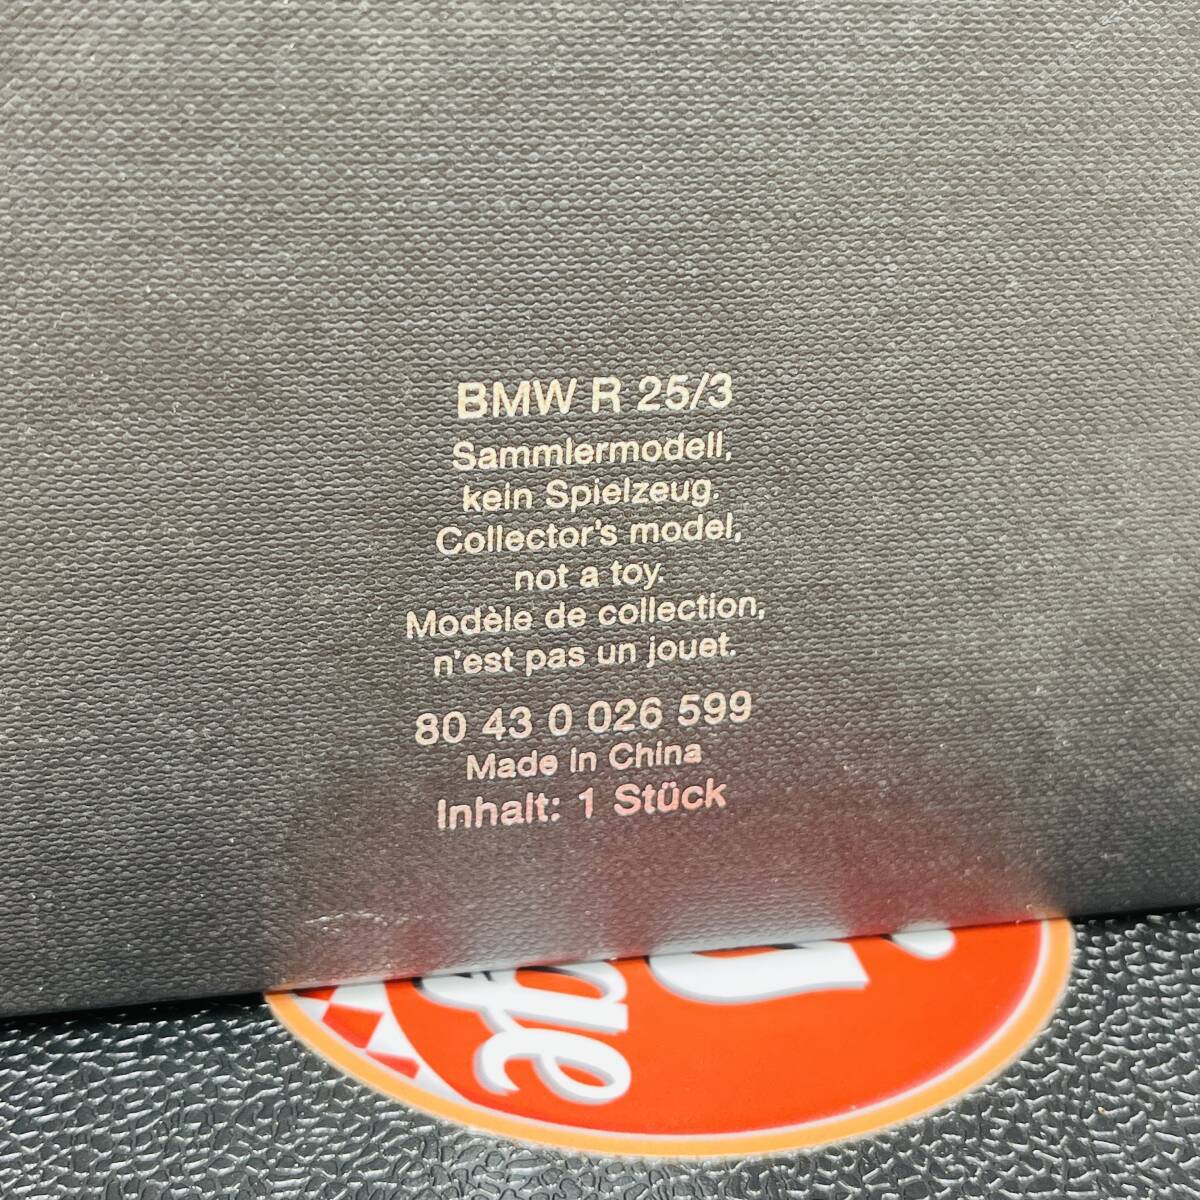 BMW R 25/3
Sammlermodell,
kein Spielzeug.
Collector's model,
not a toy.
Modèle de collection,
n'est pas un jouet.
80 43 0 026 599
Made in China
Inhalt: 1 Stück